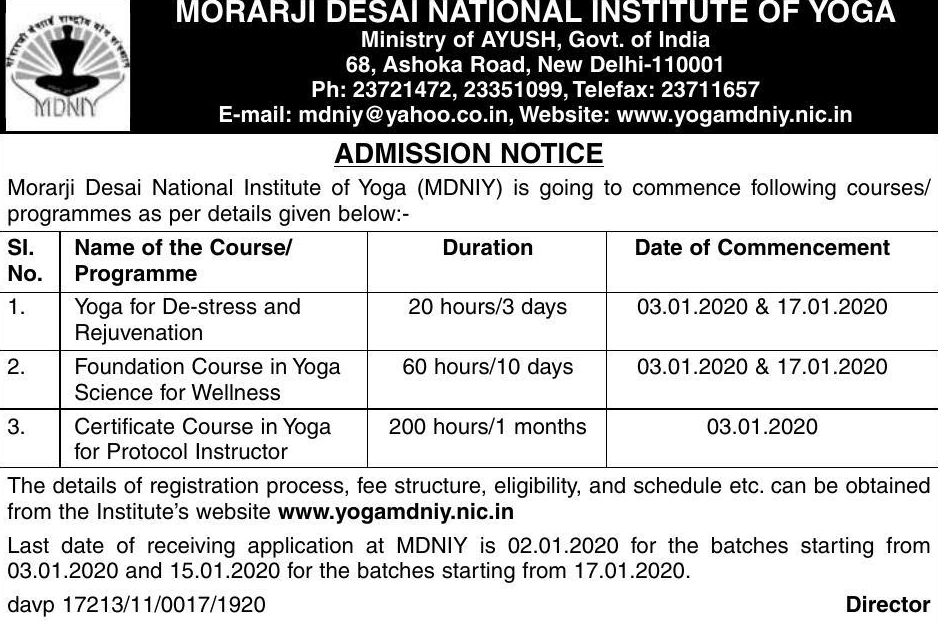 MORARJI DESAI NATIONAL INSTITUTE OF YOGA
Ministry of AYUSH, Govt. of India
68, Ashoka Road, New Delhi-110001
Ph: 23721472, 23351099, Telefax: 23711657
E-mail: mdniy@yahoo.co.in, Website: www.yogamdniy.nic.in
MDNIY
ADMISSION NOTICE
Morarji Desai National Institute of Yoga (MDNIY) is going to commence following courses/
programmes as per details given below:-
Sl. Name of the Course/ Duration Date of Commencement
No. Programme
1. Yoga for De-stress and 20 hours/3 days 03.01.2020 & 17.01.2020
Rejuvenation
2. Foundation Course in Yoga 60 hours/10 days 03.01.2020 & 17.01.2020
Science for Wellness
3. Certificate Course in Yoga 200 hours/1 months 03.01.2020
for Protocol Instructor
The details of registration process, fee structure, eligibility, and schedule etc. can be obtained
from the Institute's website www.yogamdniy.nic.in
Last date of receiving application at MDNIY is 02.01.2020 for the batches starting from
03.01.2020 and 15.01.2020 for the batches starting from 17.01.2020.
davp 17213/11/0017/1920 Director